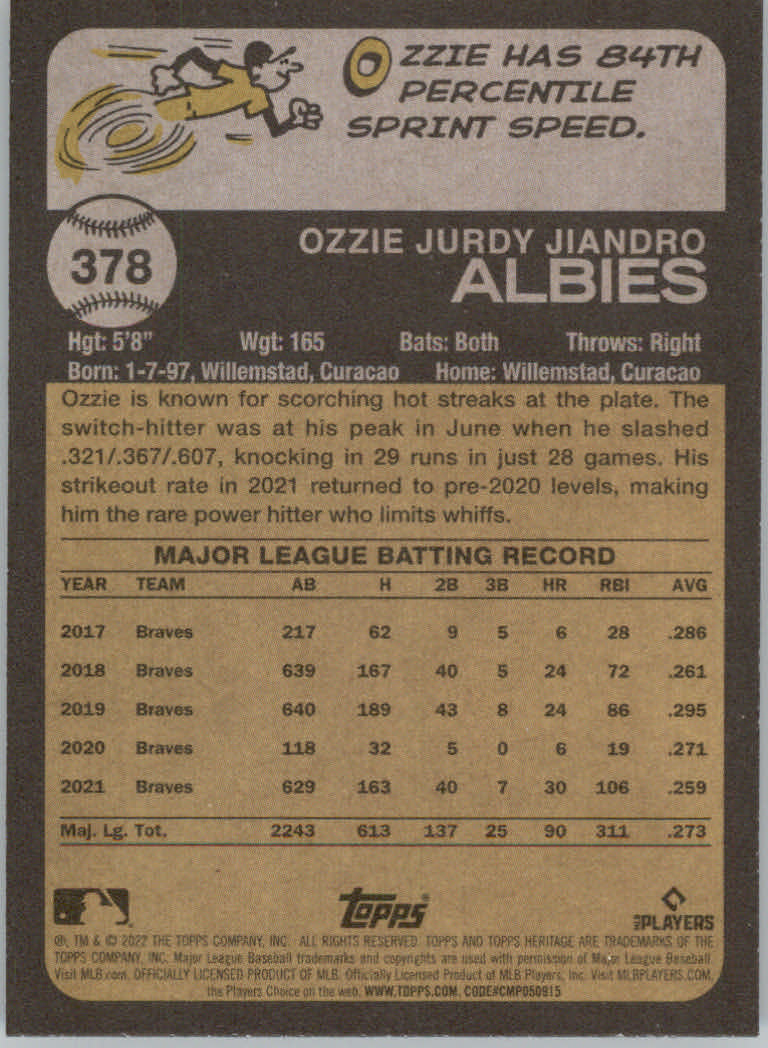 OZZIE HAS 84TH
PERCENTILE
SPRINT SPEED.
378
OZZIE JURDY JIANDRO
ALBIES
Hgt: 5'8" Wgt: 165 Bats: Both Throws: Right
Born: 1-7-97, Willemstad, Curacao Home: Willemstad, Curacao
Ozzie is known for scorching hot streaks at the plate. The
switch-hitter was at his peak in June when he slashed
.321/.367/.607, knocking in 29 runs in just 28 games. His
strikeout rate in 2021 returned to pre-2020 levels, making
him the rare power hitter who limits whiffs.
MAJOR LEAGUE BATTING RECORD
YEAR TEAM AB H 2B 3B HR RBI AVG
2017 Braves 217 62 9 5 6 28 .286
2018 Braves 639 167 40 5 24 72 .261
2019 Braves 640 189 43 8 24 86 .295
2020 Braves 118 32 5 0 6 19 .271
2021 Braves 629 163 40 7 30 106 .259
Maj. Lg. Tot. 2243 613 137 25 90 311 .273
Topps
MLB PLAYERS
®, TM & © 2022 THE TOPPS COMPANY, INC. ALL RIGHTS RESERVED. TOPPS AND TOPPS HERITAGE ARE TRADEMARKS OF THE
TOPPS COMPANY, INC. Major League Baseball trademarks and copyrights are used with permission of Major League Baseball.
Visit MLB.com. OFFICIALLY LICENSED PRODUCT OF MLB. Officially Licensed Product of MLB Players, Inc. Visit MLBPLAYERS.COM,
the Players Choice on the web. WWW.TOPPS.COM. CODE#CMP050915